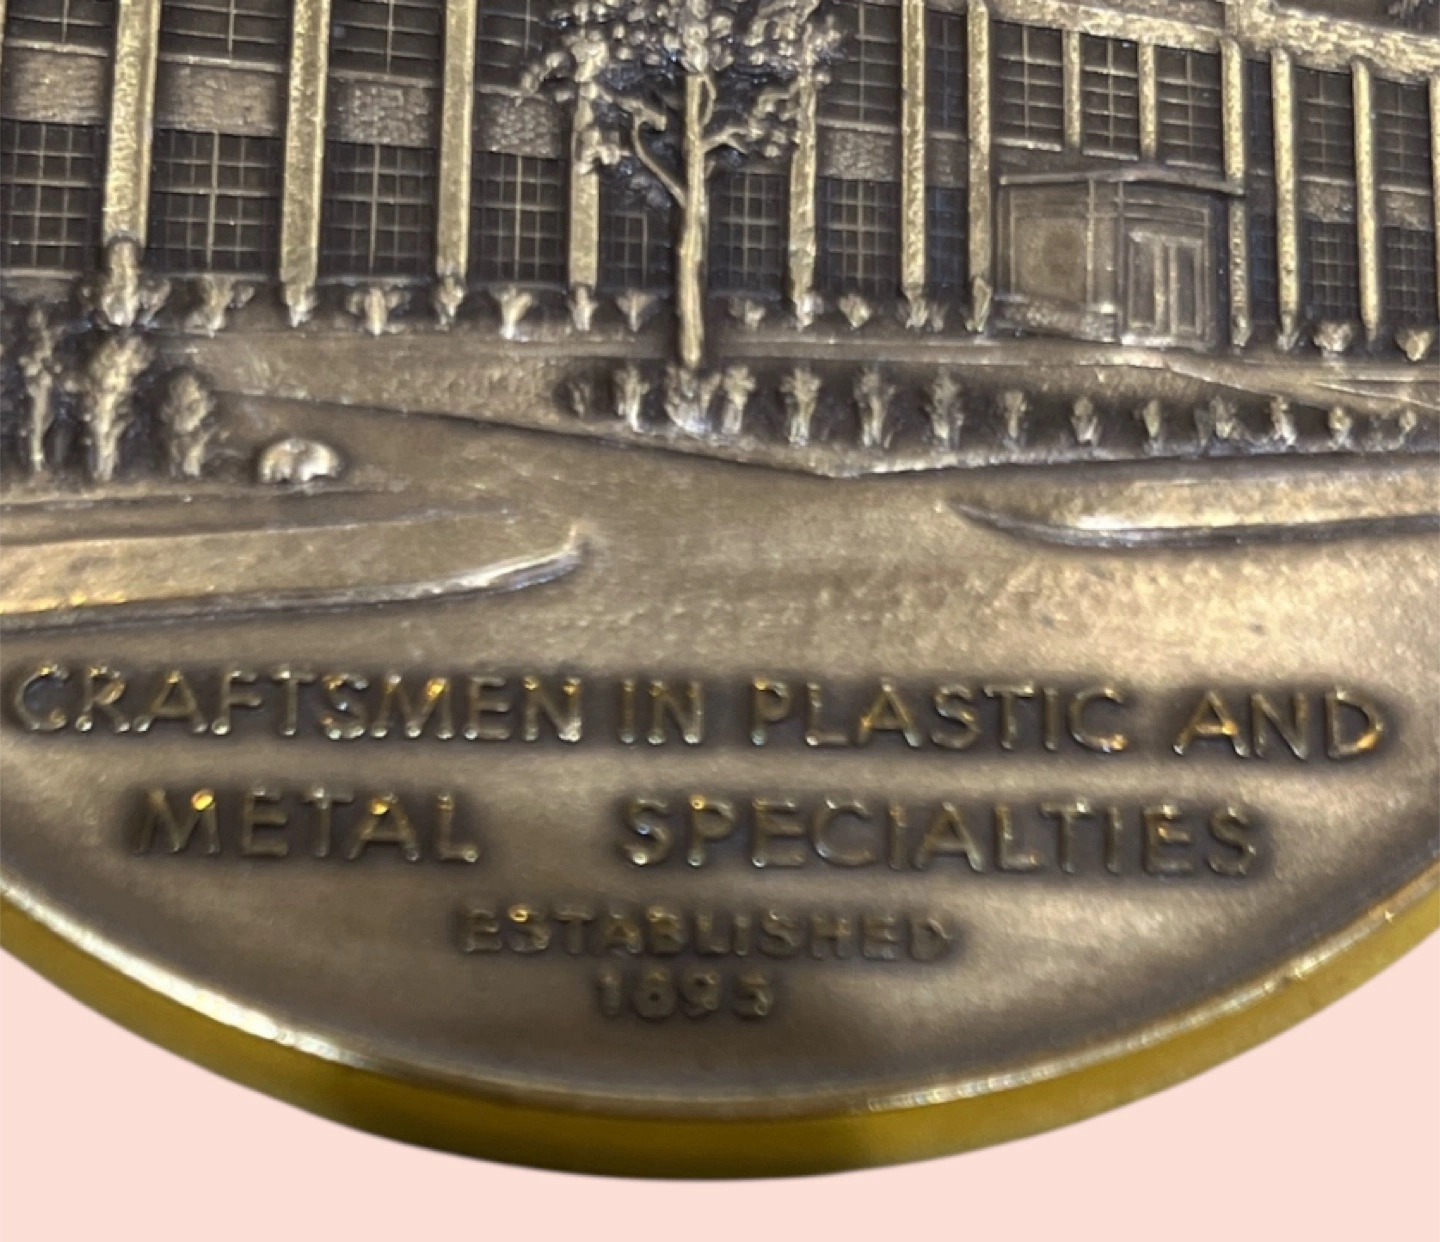 CRAFTSMEN IN PLASTIC AND
METAL SPECIALTIES
ESTABLISHED
1895